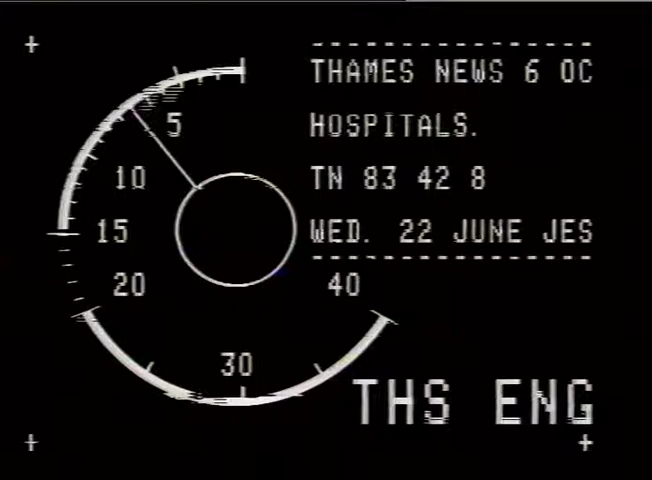 THAMES NEWS 6 OC
HOSPITALS.
TN 83 42 8
WED. 22 JUNE JES
5
10
15
20
30
40
THS ENG